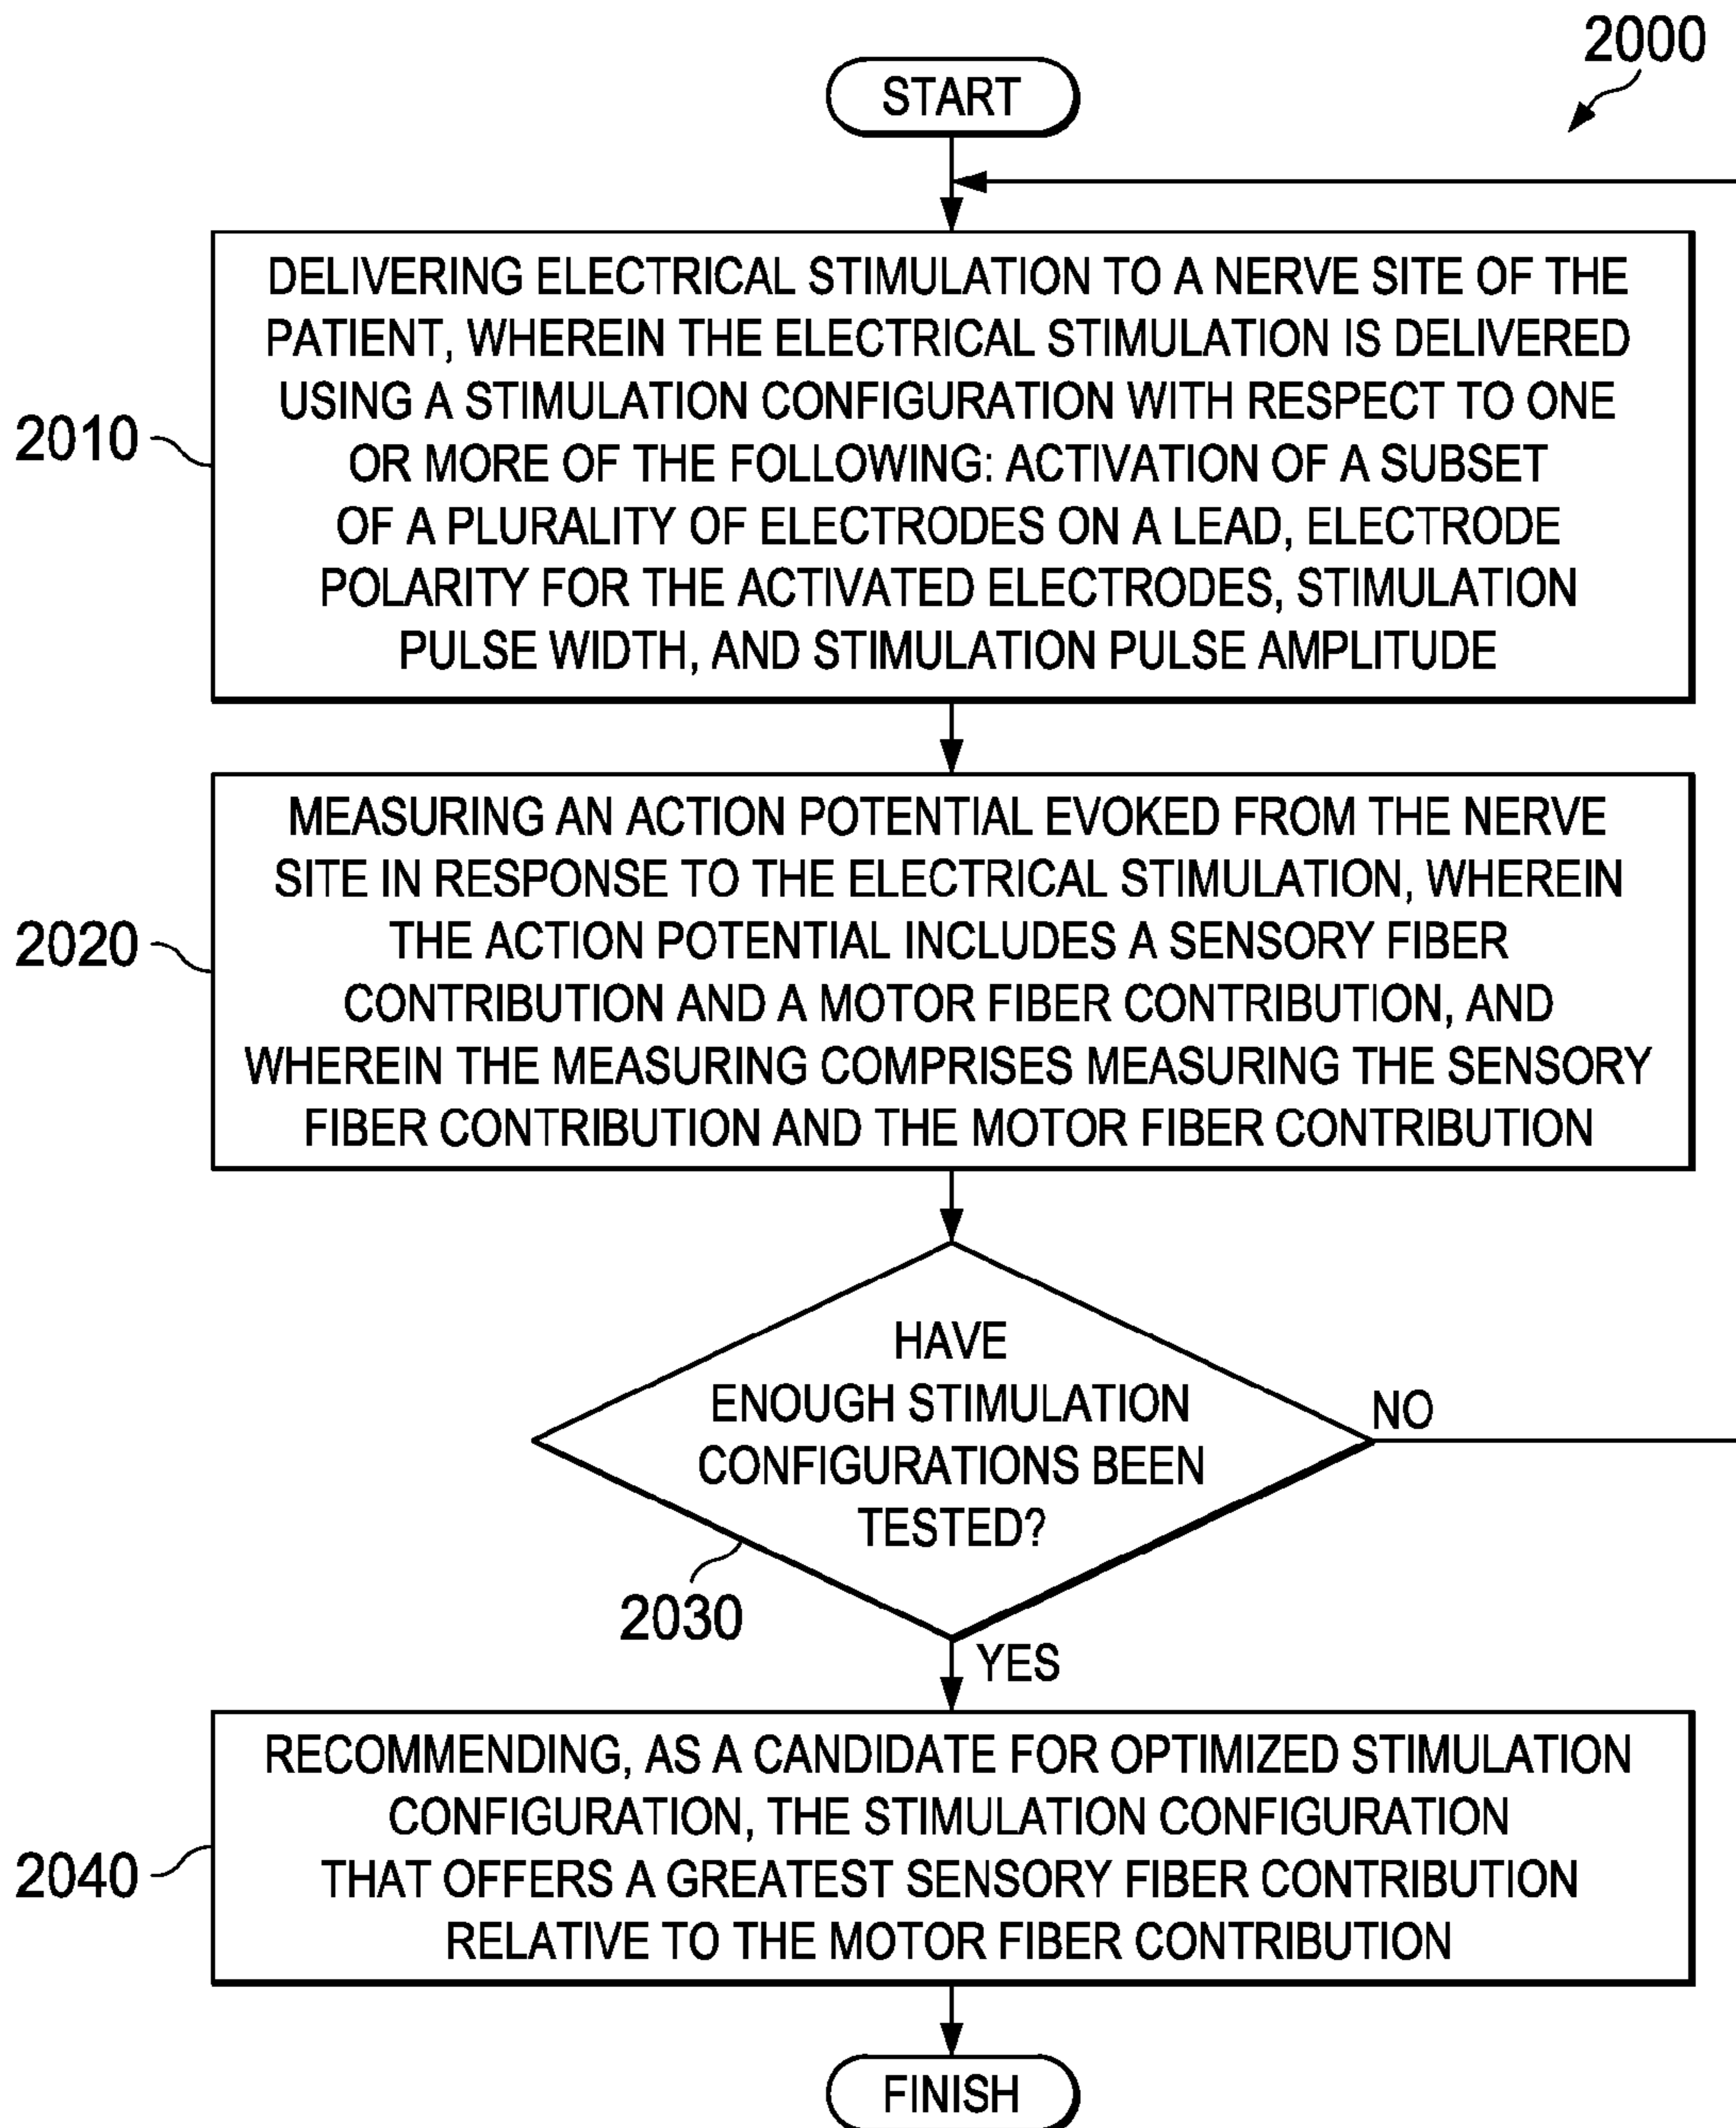 2000
START
DELIVERING ELECTRICAL STIMULATION TO A NERVE SITE OF THE
PATIENT, WHEREIN THE ELECTRICAL STIMULATION IS DELIVERED
USING A STIMULATION CONFIGURATION WITH RESPECT TO ONE
OR MORE OF THE FOLLOWING: ACTIVATION OF A SUBSET
OF A PLURALITY OF ELECTRODES ON A LEAD, ELECTRODE
POLARITY FOR THE ACTIVATED ELECTRODES, STIMULATION
PULSE WIDTH, AND STIMULATION PULSE AMPLITUDE
2010
MEASURING AN ACTION POTENTIAL EVOKED FROM THE NERVE
SITE IN RESPONSE TO THE ELECTRICAL STIMULATION, WHEREIN
THE ACTION POTENTIAL INCLUDES A SENSORY FIBER
CONTRIBUTION AND A MOTOR FIBER CONTRIBUTION, AND
WHEREIN THE MEASURING COMPRISES MEASURING THE SENSORY
FIBER CONTRIBUTION AND THE MOTOR FIBER CONTRIBUTION
2020
HAVE
ENOUGH STIMULATION
CONFIGURATIONS BEEN
TESTED?
NO
2030
YES
RECOMMENDING, AS A CANDIDATE FOR OPTIMIZED STIMULATION
CONFIGURATION, THE STIMULATION CONFIGURATION
THAT OFFERS A GREATEST SENSORY FIBER CONTRIBUTION
RELATIVE TO THE MOTOR FIBER CONTRIBUTION
2040
FINISH